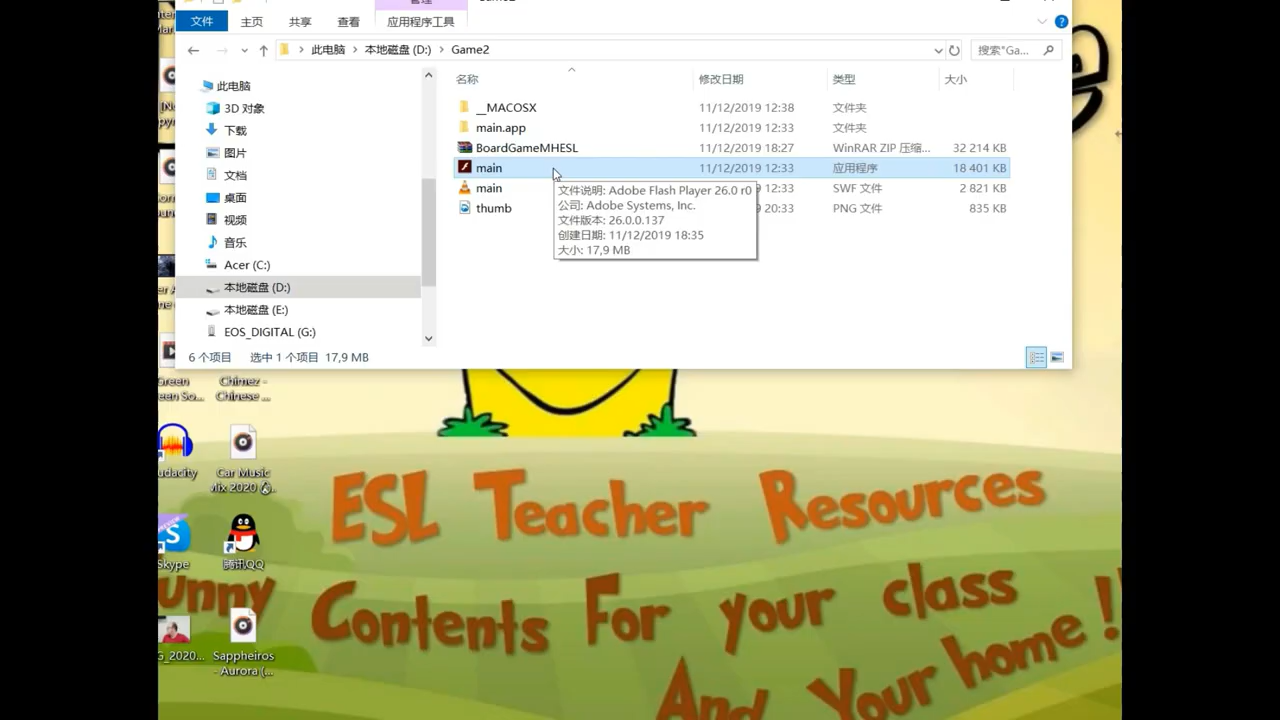 管理
文件 主页 共享 查看 应用程序工具
此电脑 本地磁盘 (D:) Game2 搜索"Ga...
名称 修改日期 类型 大小
__MACOSX 11/12/2019 12:38 文件夹
main.app 11/12/2019 12:33 文件夹
BoardGameMHESL 11/12/2019 18:27 WinRAR ZIP 压缩... 32 214 KB
main 11/12/2019 12:33 应用程序 18 401 KB
main 12:33 SWF 文件 2 821 KB
thumb 20:33 PNG 文件 835 KB
文件说明: Adobe Flash Player 26.0 r0
公司: Adobe Systems, Inc.
文件版本: 26.0.0.137
创建日期: 11/12/2019 18:35
大小: 17,9 MB
此电脑
3D 对象
下载
图片
文档
桌面
视频
音乐
Acer (C:)
本地磁盘 (D:)
本地磁盘 (E:)
EOS_DIGITAL (G:)
6 个项目 选中 1 个项目 17,9 MB
Chimez -
Chinese ...
udacity
Car Music
Mix 2020
Skype
腾讯QQ
G_2020...
Sappheiros
- Aurora (...
ESL Teacher Resources
unny Contents For your class
And Your home!!